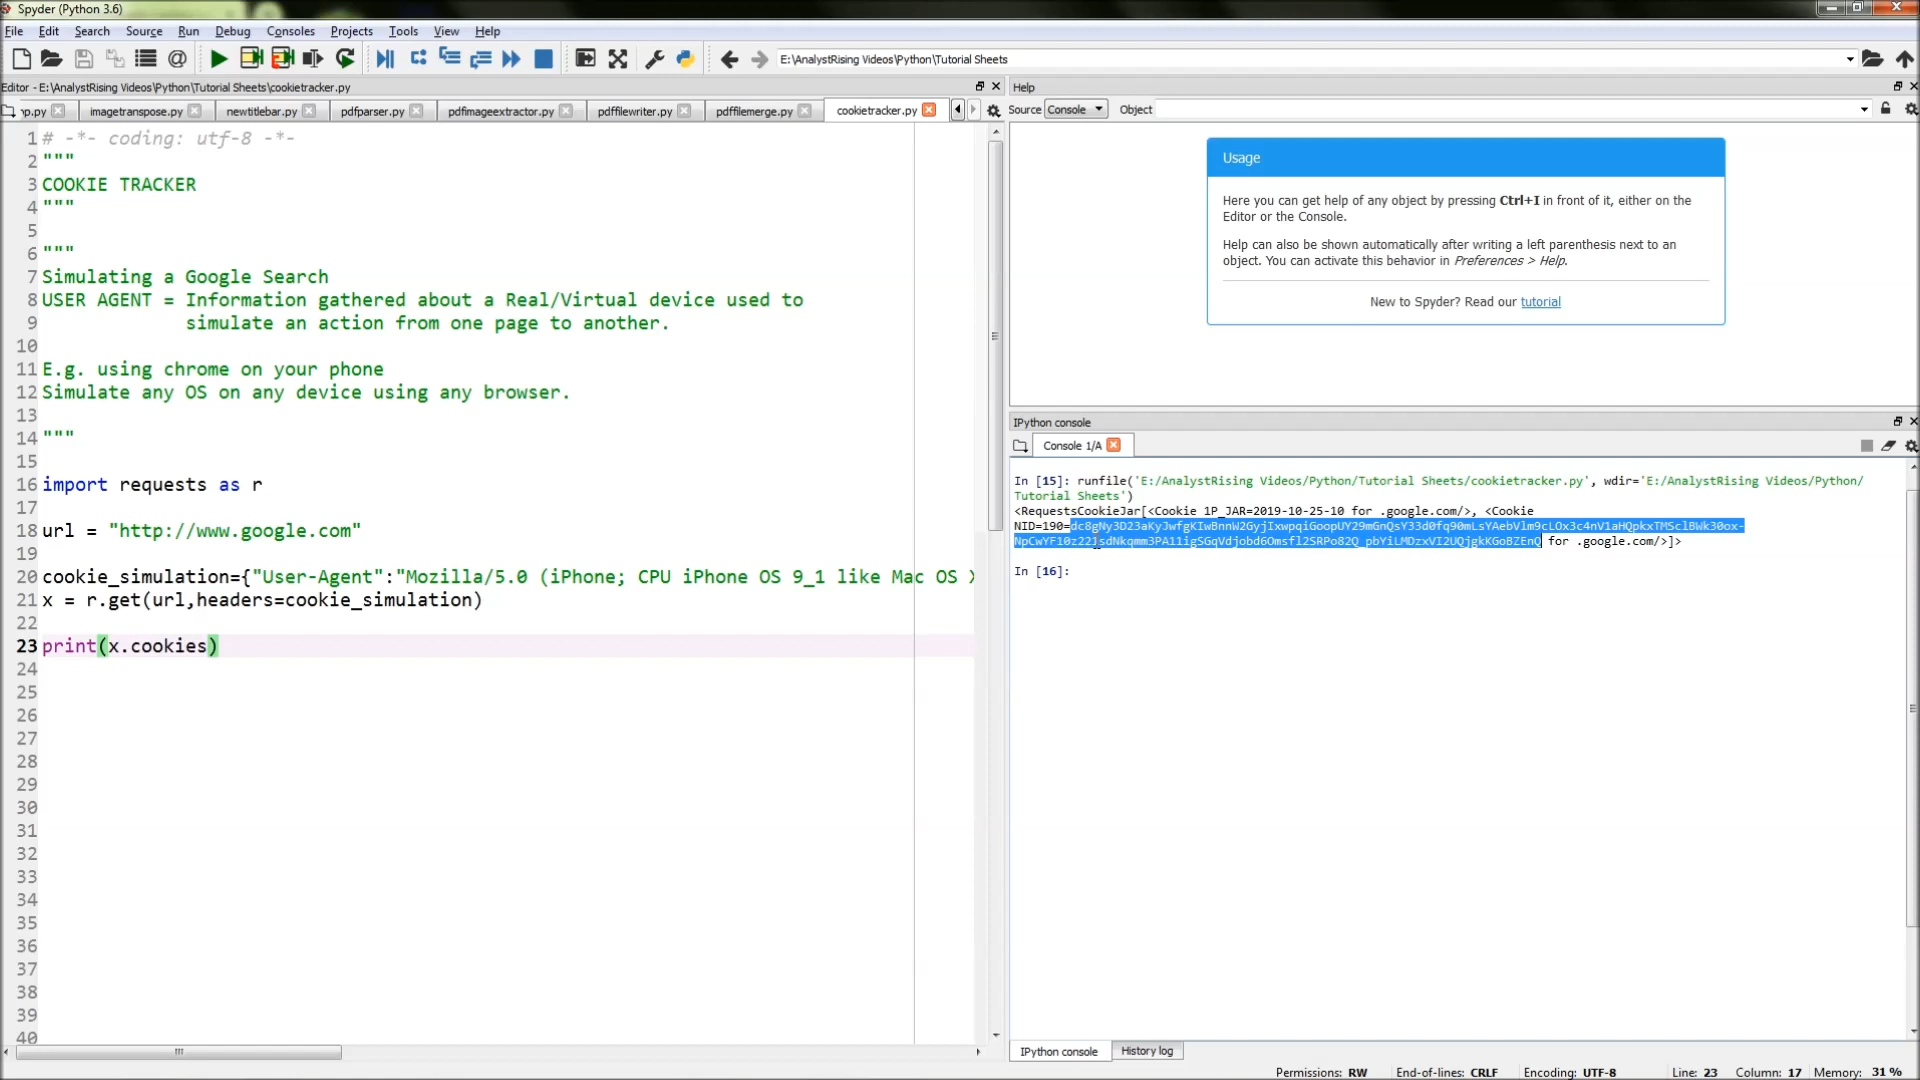 Spyder (Python 3.6)
File Edit Search Source Run Debug Consoles Projects Tools View Help
E:\AnalystRising Videos\Python\Tutorial Sheets
Editor - E:\AnalystRising Videos\Python\Tutorial Sheets\cookietracker.py
p.py imagetranspose.py newtitlebar.py pdfparser.py pdfimageextractor.py pdffilewriter.py pdffilemerge.py cookietracker.py
1 # -*- coding: utf-8 -*-
2 """
3 COOKIE TRACKER
4 """
5
6 """
7 Simulating a Google Search
8 USER AGENT = Information gathered about a Real/Virtual device used to
9 simulate an action from one page to another.
10
11 E.g. using chrome on your phone
12 Simulate any OS on any device using any browser.
13
14 """
15
16 import requests as r
17
18 url = "http://www.google.com"
19
20 cookie_simulation={"User-Agent":"Mozilla/5.0 (iPhone; CPU iPhone OS 9_1 like Mac OS X
21 x = r.get(url,headers=cookie_simulation)
22
23 print(x.cookies)
24
25
26
27
28
29
30
31
32
33
34
35
36
37
38
39
40
Help
Source Console Object
Usage
Here you can get help of any object by pressing Ctrl+I in front of it, either on the
Editor or the Console.
Help can also be shown automatically after writing a left parenthesis next to an
object. You can activate this behavior in Preferences > Help.
New to Spyder? Read our tutorial
IPython console
Console 1/A
In [15]: runfile('E:/AnalystRising Videos/Python/Tutorial Sheets/cookietracker.py', wdir='E:/AnalystRising Videos/Python/
Tutorial Sheets')
<RequestsCookieJar[<Cookie 1P_JAR=2019-10-25-10 for .google.com/>, <Cookie
NID=190=
for .google.com/>]>
In [16]:
IPython console History log
Permissions: RW End-of-lines: CRLF Encoding: UTF-8 Line: 23 Column: 17 Memory: 31 %